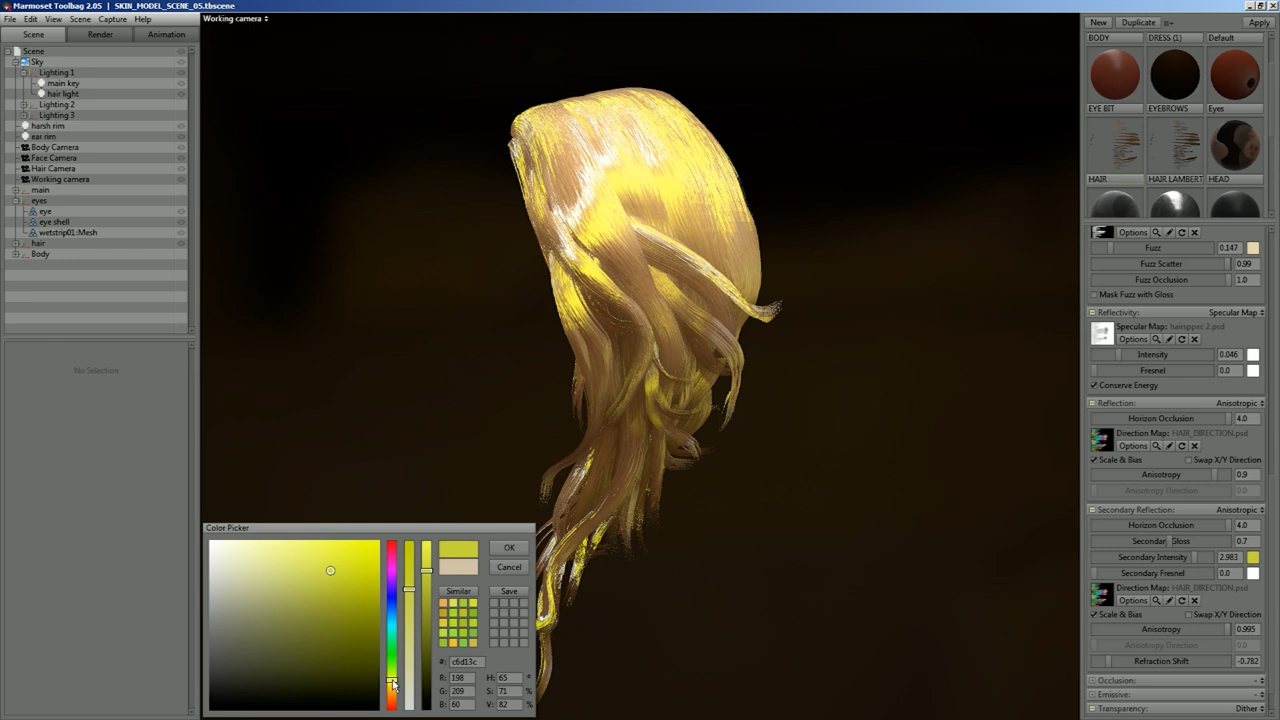 Marmoset Toolbag 2.05 | SKIN_MODEL_SCENE_05.tbscene
File Edit View Scene Capture Help
Scene Render Animation
Scene
Sky
Lighting 1
main key
hair light
Lighting 2
Lighting 3
harsh rim
ear rim
Body Camera
Face Camera
Hair Camera
Working camera
main
eyes
eye
eye shell
wetstrip01:Mesh
hair
Body
No Selection
Working camera
Color Picker
OK
Cancel
Similar Save
#: c6d13c
R: 198 H: 65 °
G: 209 S: 71 %
B: 60 V: 82 %
New Duplicate Apply
BODY DRESS (1) Default
EYE BIT EYEBROWS Eyes
HAIR HAIR LAMBERT HEAD
Options
Fuzz 0.147
Fuzz Scatter 0.99
Fuzz Occlusion 1.0
Mask Fuzz with Gloss
Reflectivity: Specular Map
Specular Map: hairsppec 2.psd
Options
Intensity 0.046
Fresnel 0.0
Conserve Energy
Reflection: Anisotropic
Horizon Occlusion 4.0
Direction Map: HAIR_DIRECTION.psd
Options
Scale & Bias Swap X/Y Direction
Anisotropy 0.9
Anisotropy Direction 0.0
Secondary Reflection: Anisotropic
Horizon Occlusion 4.0
Secondary Gloss 0.7
Secondary Intensity 2.983
Secondary Fresnel 0.0
Direction Map: HAIR_DIRECTION.psd
Options
Scale & Bias Swap X/Y Direction
Anisotropy 0.995
Anisotropy Direction 0.0
Refraction Shift -0.782
Occlusion: -
Emissive: -
Transparency: Dither